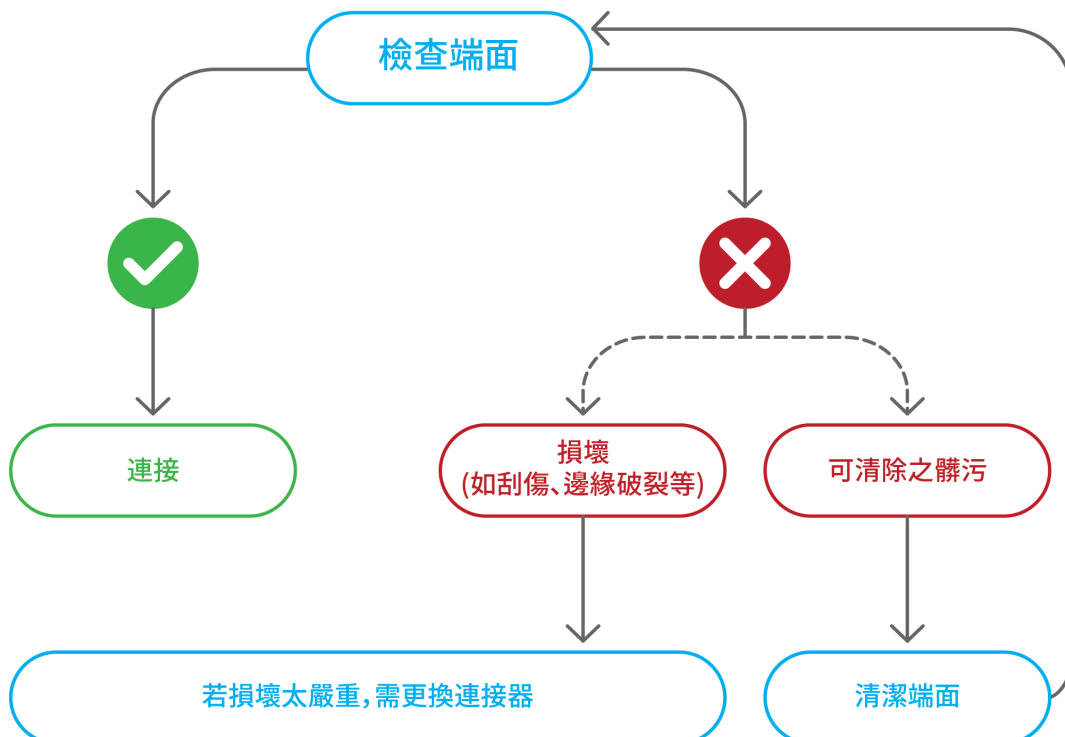 檢查端面
連接
損壞
(如刮傷、邊緣破裂等)
可清除之髒污
若損壞太嚴重,需更換連接器
清潔端面